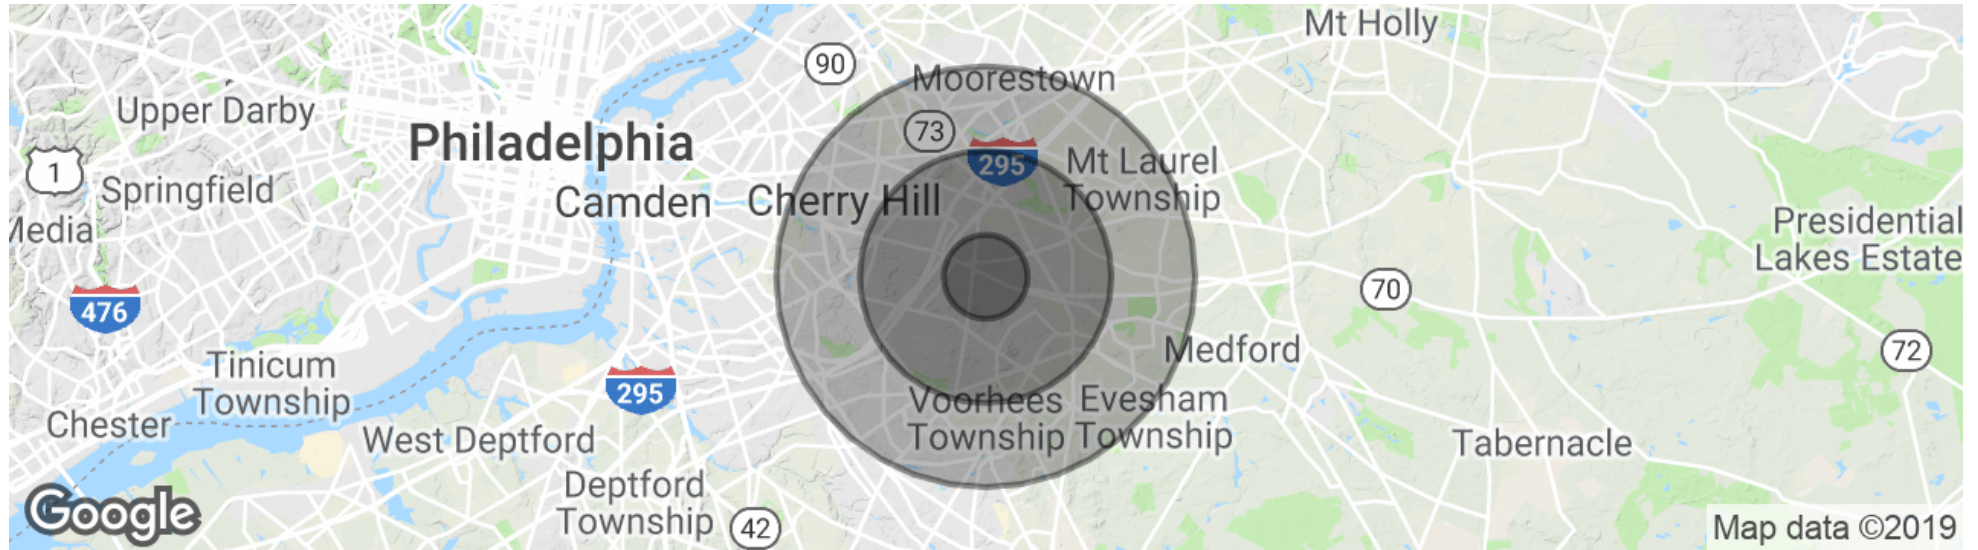 Mt Holly
90
Moorestown
Upper Darby
73
Philadelphia
1
295
Mt Laurel
Township
Springfield
Camden
Cherry Hill
Media
Presidential
Lakes Estate
476
70
Medford
72
Tinicum
Township
295
Voorhees
Township
Evesham
Township
Chester
West Deptford
Tabernacle
Deptford
Township
42
Google
Map data ©2019